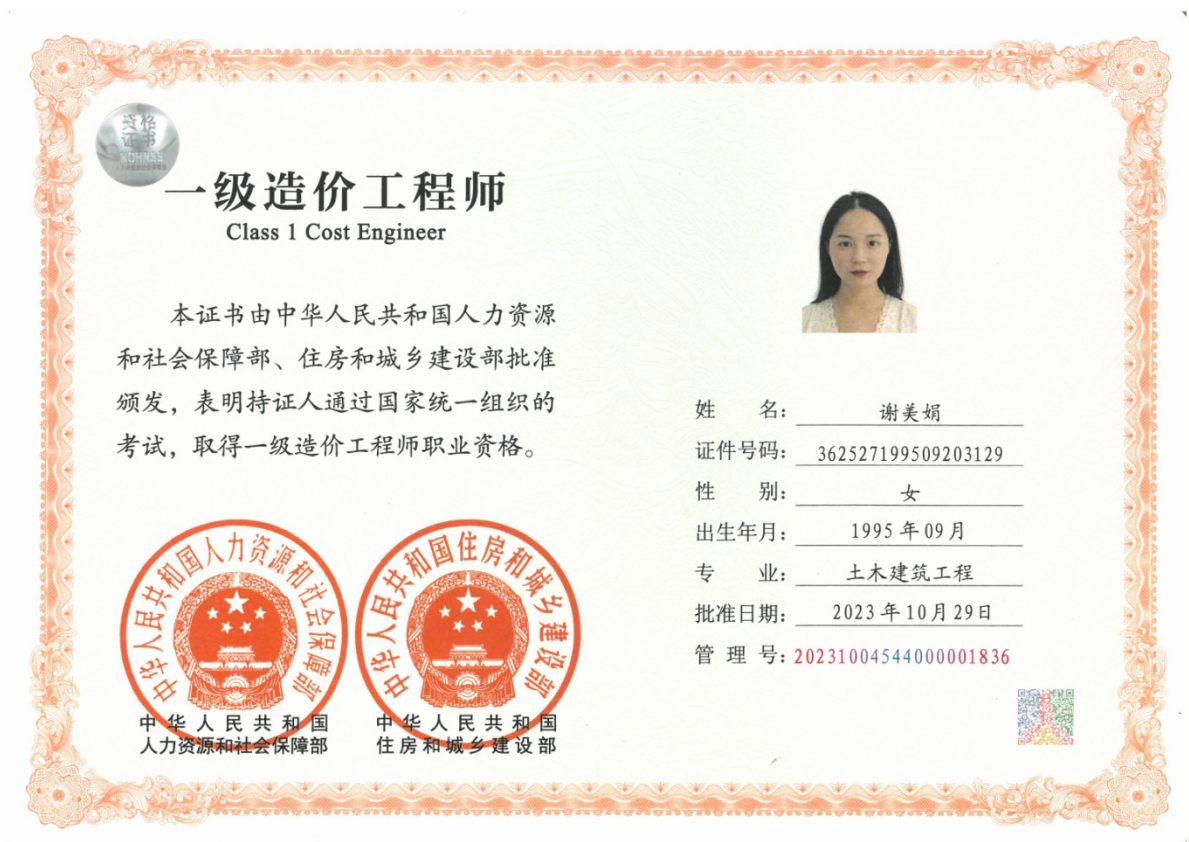 资格
证书
一级造价工程师
Class 1 Cost Engineer
本证书由中华人民共和国人力资源
和社会保障部、住房和城乡建设部批准
颁发，表明持证人通过国家统一组织的
考试，取得一级造价工程师职业资格。
中华人民共和国人力资源和社会保障部
中华人民共和国住房和城乡建设部
中华人民共和国
人力资源和社会保障部
中华人民共和国
住房和城乡建设部
姓名：谢美娟
证件号码：362527199509203129
性别：女
出生年月：1995年09月
专业：土木建筑工程
批准日期：2023年10月29日
管理号：20231004544000001836